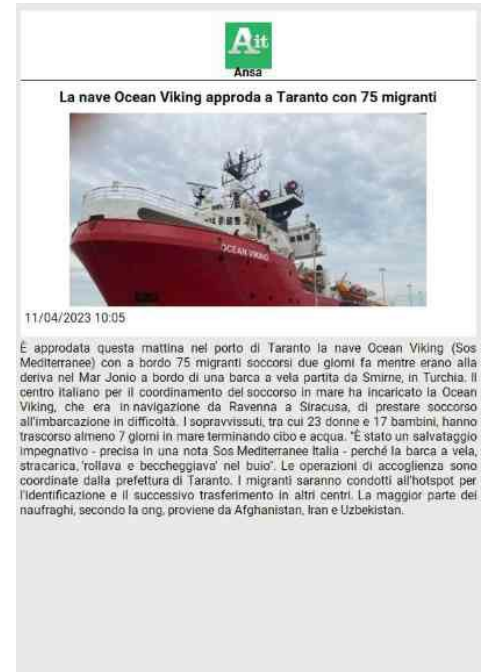 Ait
Ansa
La nave Ocean Viking approda a Taranto con 75 migranti
OCEAN VIKING
11/04/2023 10:05
È approdata questa mattina nel porto di Taranto la nave Ocean Viking (Sos
Mediterranee) con a bordo 75 migranti soccorsi due giorni fa mentre erano alla
deriva nel Mar Jonio a bordo di una barca a vela partita da Smirne, in Turchia. Il
centro italiano per il coordinamento del soccorso in mare ha incaricato la Ocean
Viking, che era in navigazione da Ravenna a Siracusa, di prestare soccorso
all'imbarcazione in difficoltà. I sopravvissuti, tra cui 23 donne e 17 bambini, hanno
trascorso almeno 7 giorni in mare terminando cibo e acqua. "È stato un salvataggio
impegnativo - precisa in una nota Sos Mediterranee Italia - perché la barca a vela,
stracarica, 'rollava e beccheggiava' nel buio". Le operazioni di accoglienza sono
coordinate dalla prefettura di Taranto. I migranti saranno condotti all'hotspot per
l'identificazione e il successivo trasferimento in altri centri. La maggior parte dei
naufraghi, secondo la ong, proviene da Afghanistan, Iran e Uzbekistan.